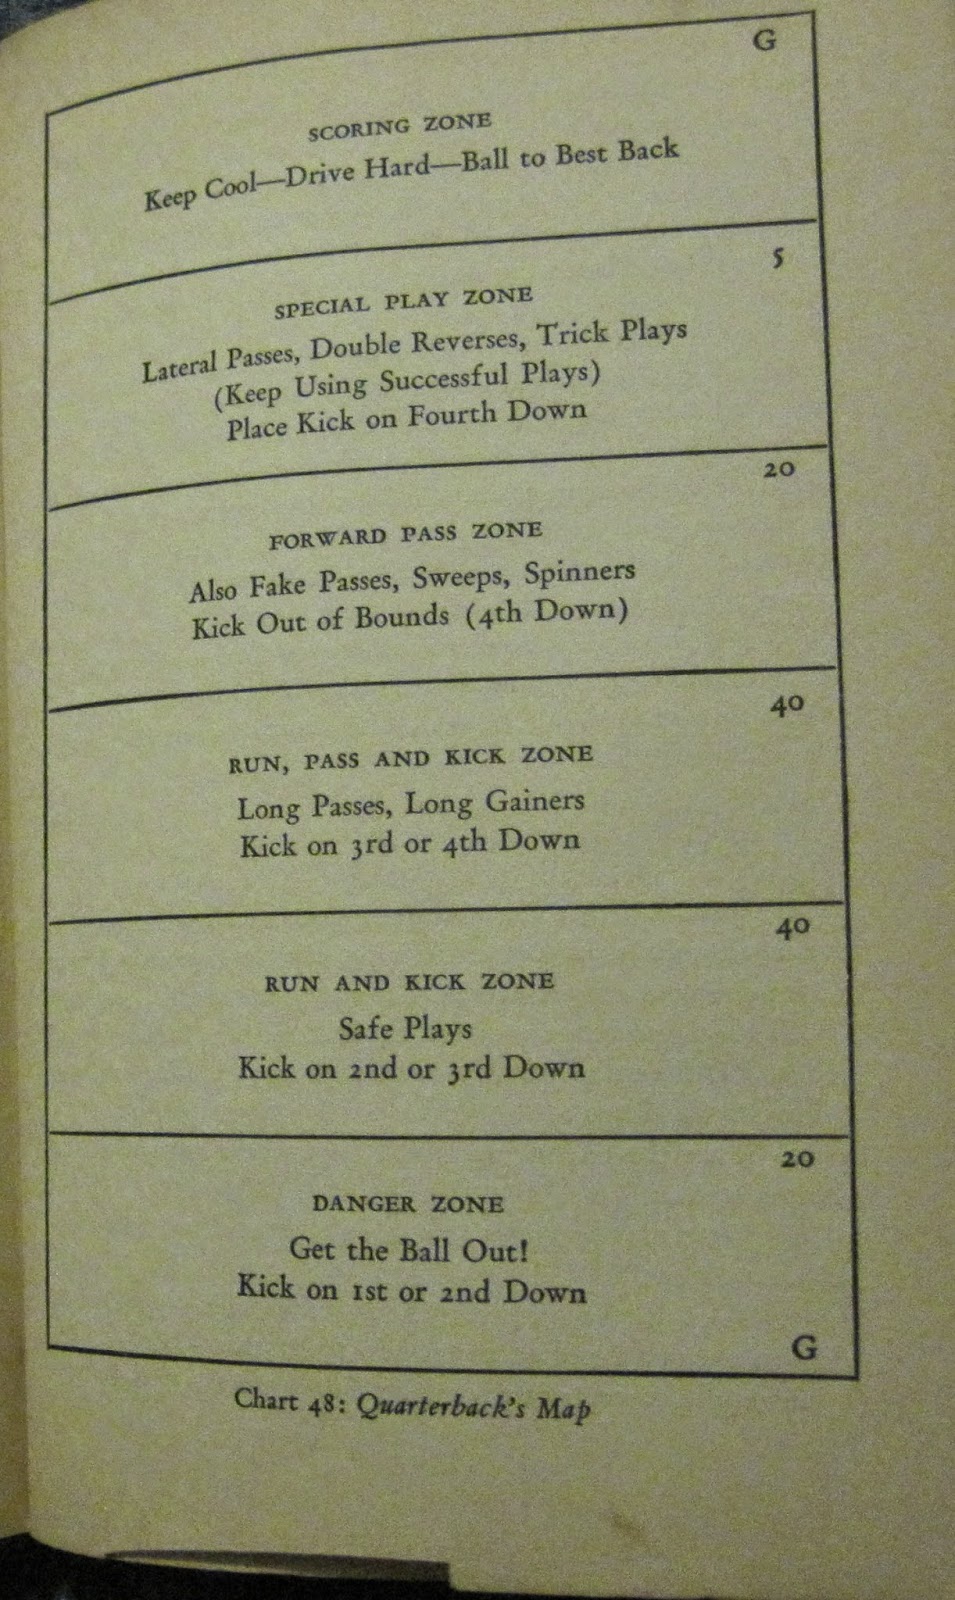 G
SCORING ZONE
Keep Cool—Drive Hard—Ball to Best Back
5
SPECIAL PLAY ZONE
Lateral Passes, Double Reverses, Trick Plays
(Keep Using Successful Plays)
Place Kick on Fourth Down
20
FORWARD PASS ZONE
Also Fake Passes, Sweeps, Spinners
Kick Out of Bounds (4th Down)
40
RUN, PASS AND KICK ZONE
Long Passes, Long Gainers
Kick on 3rd or 4th Down
40
RUN AND KICK ZONE
Safe Plays
Kick on 2nd or 3rd Down
20
DANGER ZONE
Get the Ball Out!
Kick on 1st or 2nd Down
G
Chart 48: Quarterback's Map